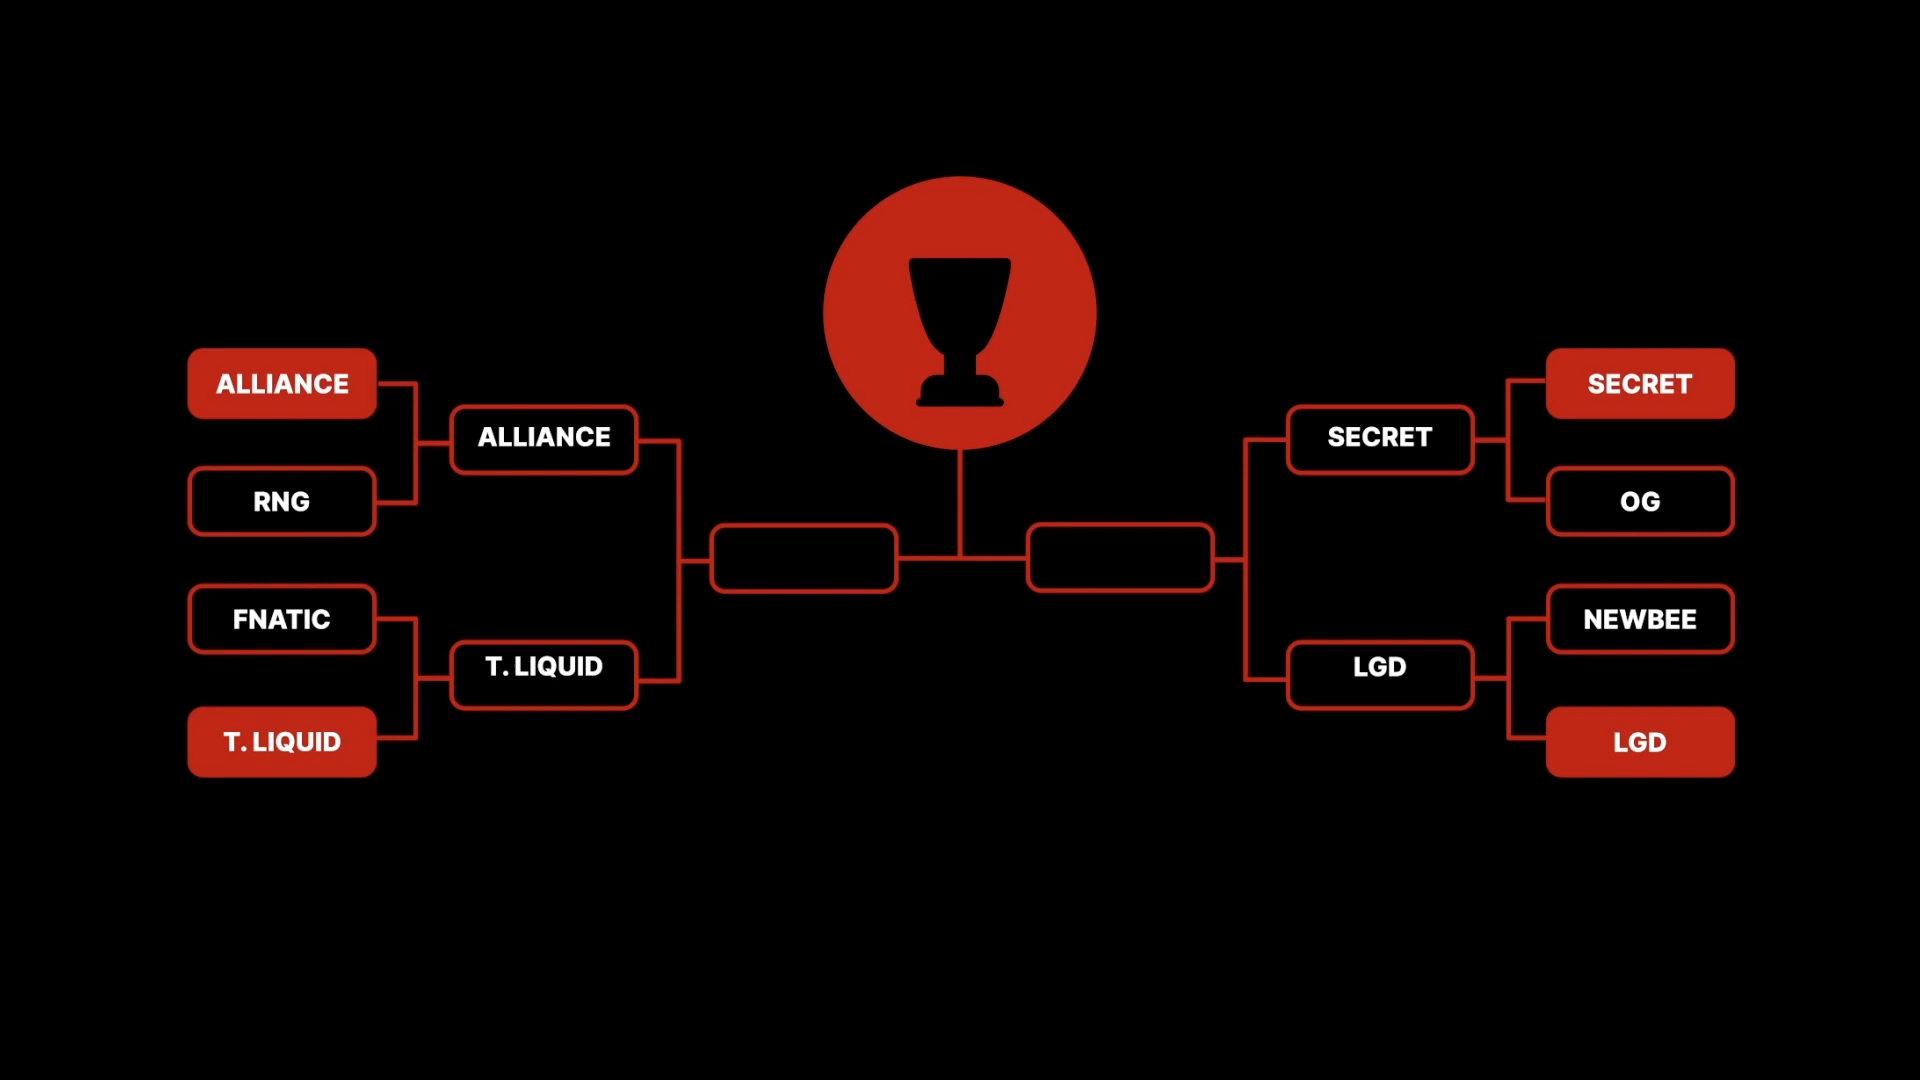 ALLIANCE
RNG
FNATIC
T. LIQUID
ALLIANCE
T. LIQUID
SECRET
LGD
SECRET
OG
NEWBEE
LGD